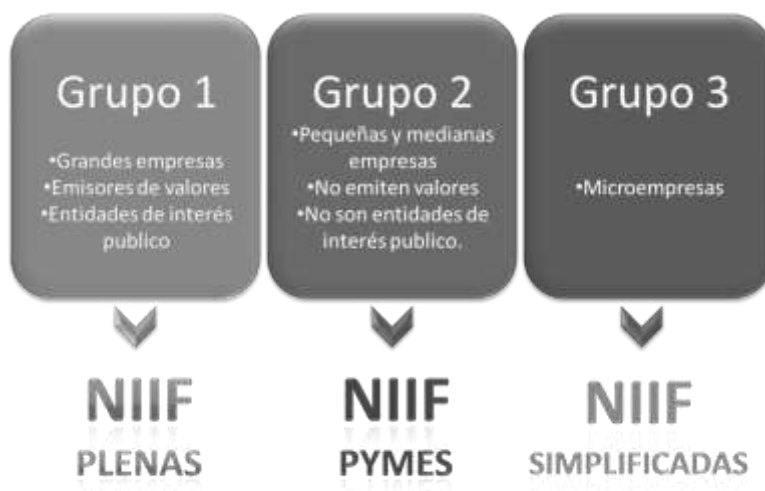 Grupo 1
•Grandes empresas
•Emisores de valores
•Entidades de interés
publico
Grupo 2
•Pequeñas y medianas
empresas
•No emiten valores
•No son entidades de
interés publico.
Grupo 3
•Microempresas
NIIF
PLENAS
NIIF
PYMES
NIIF
SIMPLIFICADAS